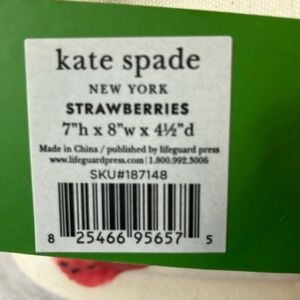 kate spade
NEW YORK
STRAWBERRIES
7"h x 8"w x 4½"d
Made in China / published by lifeguard press
www.lifeguardpress.com | 1.800.992.3006
SKU#187148
8 25466 95657 5